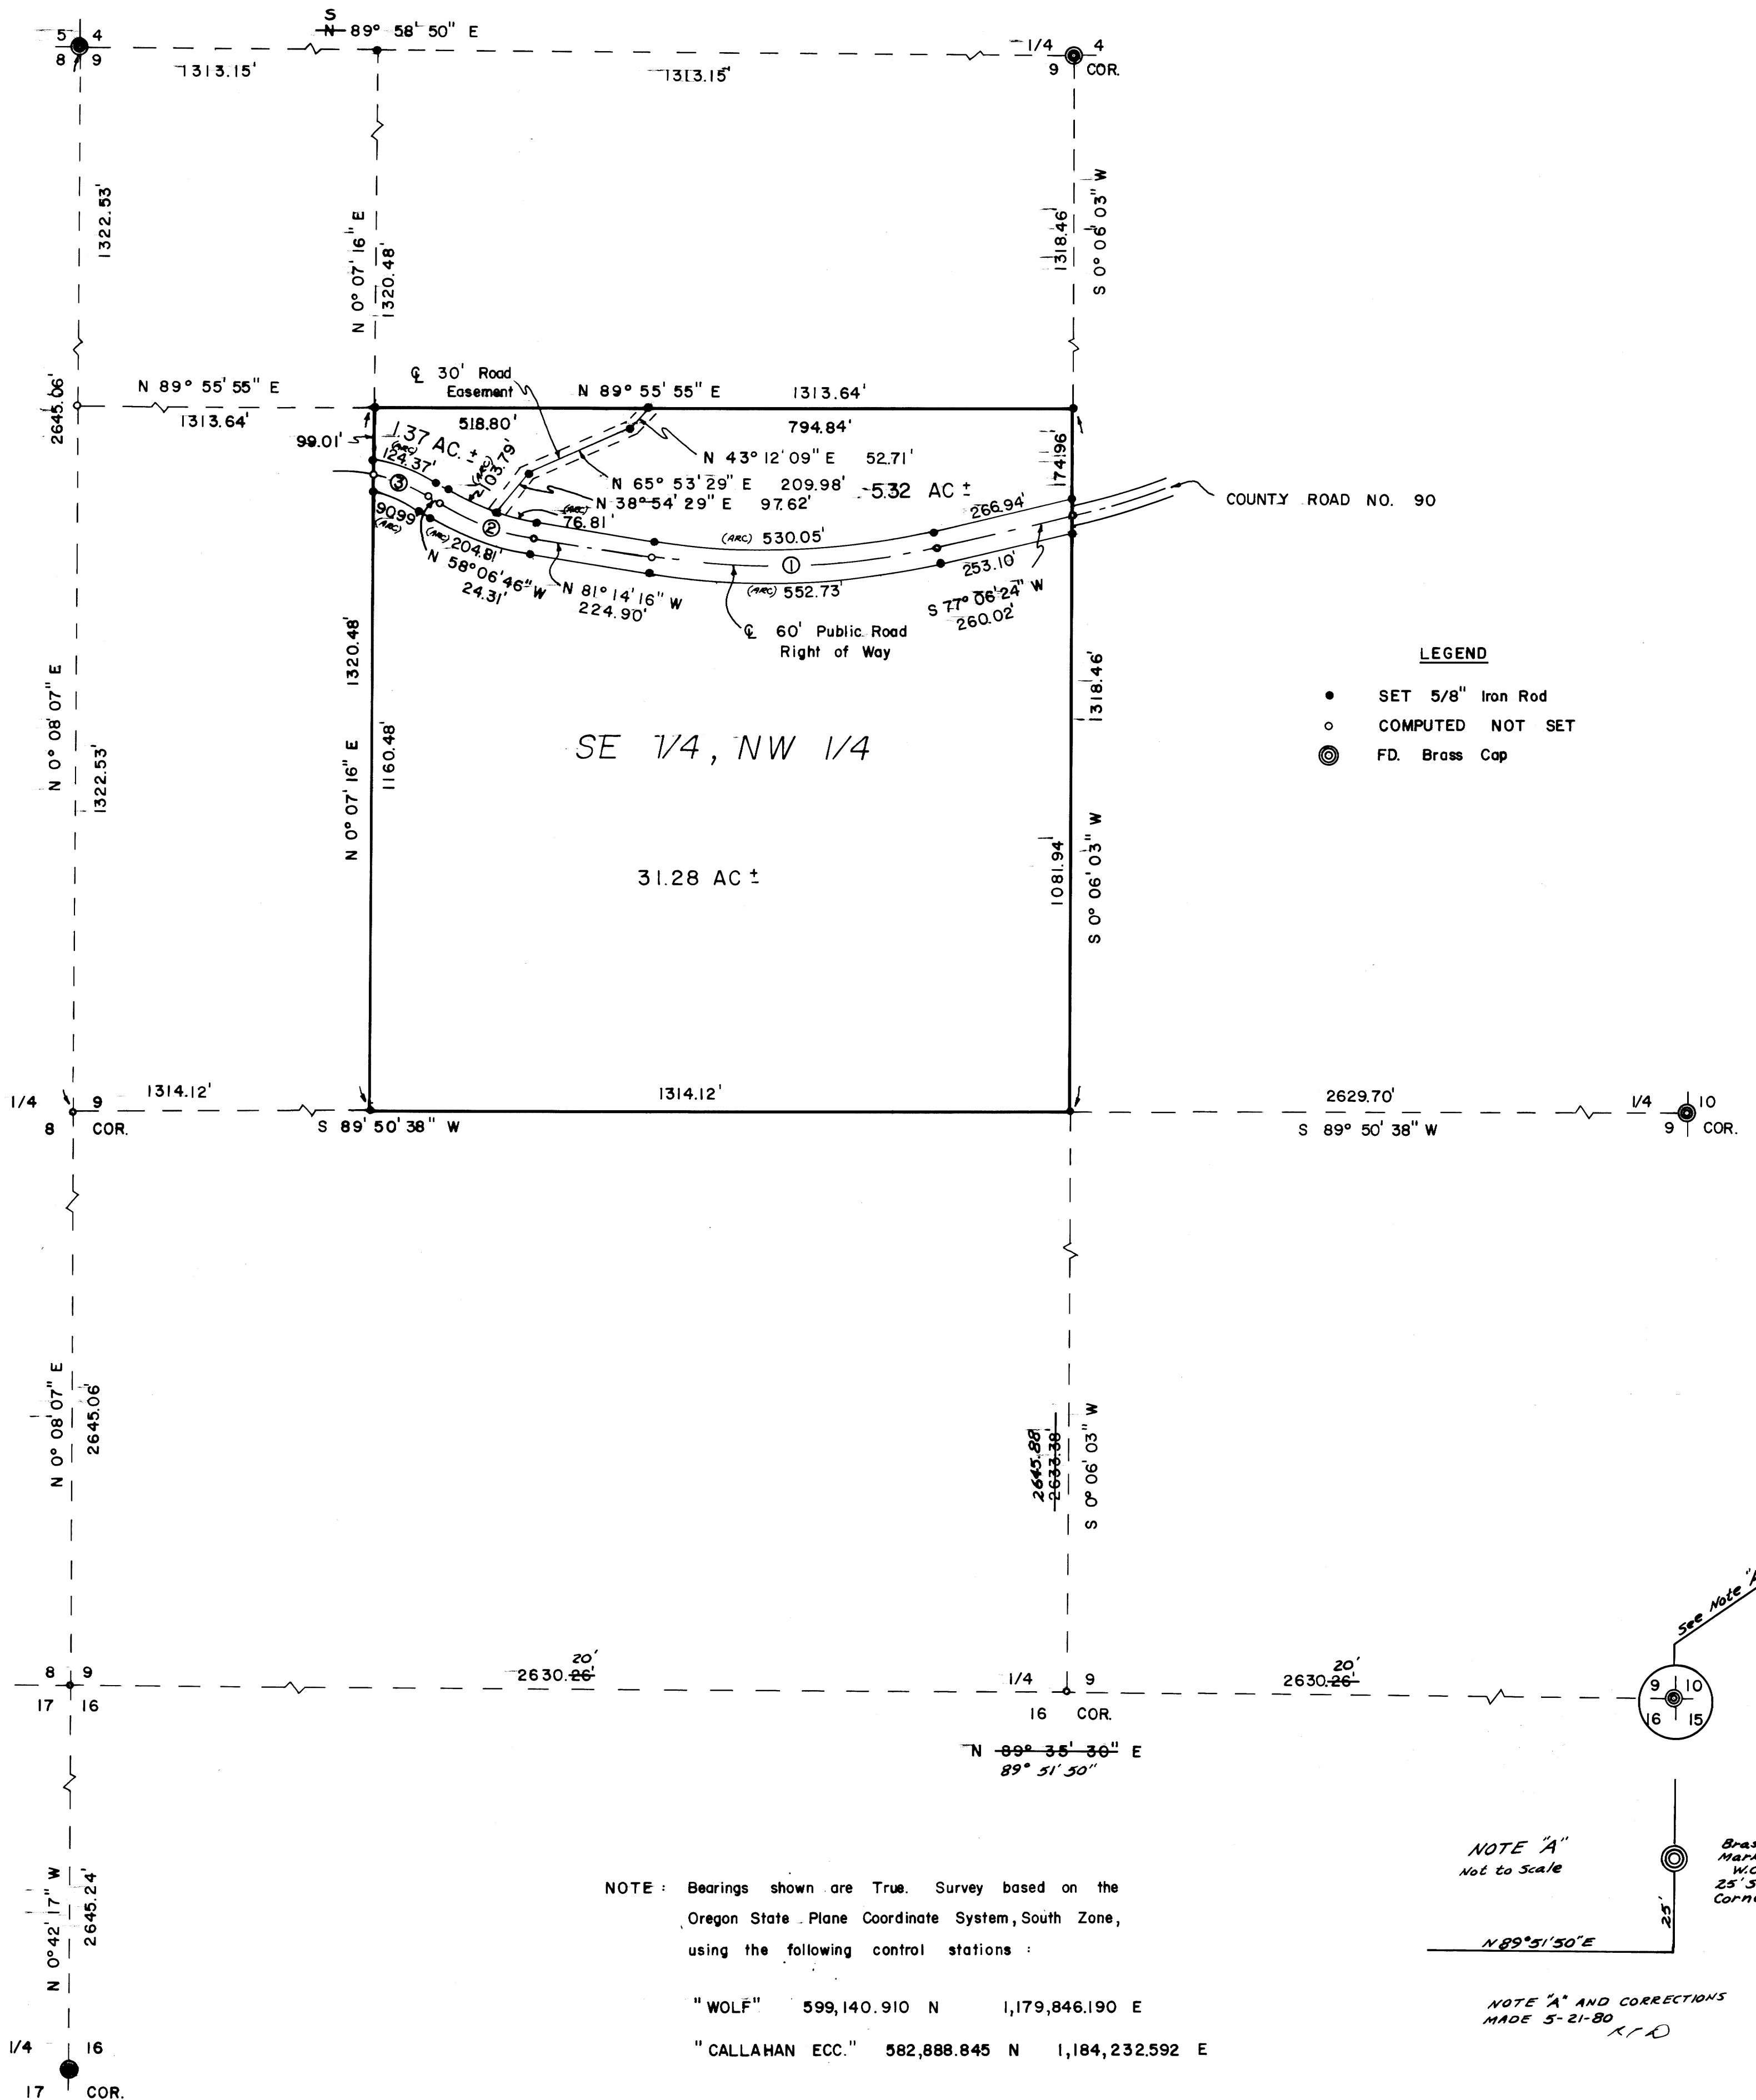 S
N 89° 58' 50" E
5 4
8 9
1313.15'
1313.15'
1/4 4
9 COR.
1322.53'
N 0° 07' 16" E
1320.48'
1318.46'
S 0° 06' 03" W
2645.06'
N 89° 55' 55" E
1313.64'
℄ 30' Road
Easement
N 89° 55' 55" E 1313.64'
518.80'
794.84'
99.01'
1.37 AC. ±
(ARC)
124.37'
(ARC)
103.79'
174.96'
N 43° 12' 09" E 52.71'
N 65° 53' 29" E 209.98'
5.32 AC ±
N 38° 54' 29" E 97.62'
266.94'
COUNTY ROAD NO. 90
③
90.99
(ARC)
②
(ARC)
76.81'
(ARC) 530.05'
①
(ARC) 204.81'
N 58° 06' 46" W
24.31'
N 81° 14' 16" W
224.90'
(ARC) 552.73'
253.10'
S 77° 06' 24" W
260.02'
℄ 60' Public Road
Right of Way
1320.48'
1318.46'
LEGEND
SET 5/8" Iron Rod
COMPUTED NOT SET
FD. Brass Cap
N 0° 08' 07" E
1322.53'
N 0° 07' 16" E
1160.48'
SE 1/4, NW 1/4
31.28 AC ±
1081.94'
S 0° 06' 03" W
1/4 9
8 COR.
1314.12'
1314.12'
S 89' 50' 38" W
2629.70'
S 89° 50' 38" W
1/4 10
9 COR.
N 0° 08' 07" E
2645.06'
2645.88'
2633.38'
S 0° 06' 03" W
8 9
17 16
20'
2630.26'
1/4 9
16 COR.
20'
2630.26'
See Note
9 10
16 15
N 89° 35' 30" E
89° 51' 50"
N 0° 42' 17" W
2645.24'
1/4 16
17 COR.
NOTE : Bearings shown are True. Survey based on the
Oregon State Plane Coordinate System, South Zone,
using the following control stations :
"WOLF" 599,140.910 N 1,179,846.190 E
"CALLAHAN ECC." 582,888.845 N 1,184,232.592 E
NOTE "A"
Not to Scale
25'
N 89° 51' 50" E
NOTE "A" AND CORRECTIONS
MADE 5-21-80